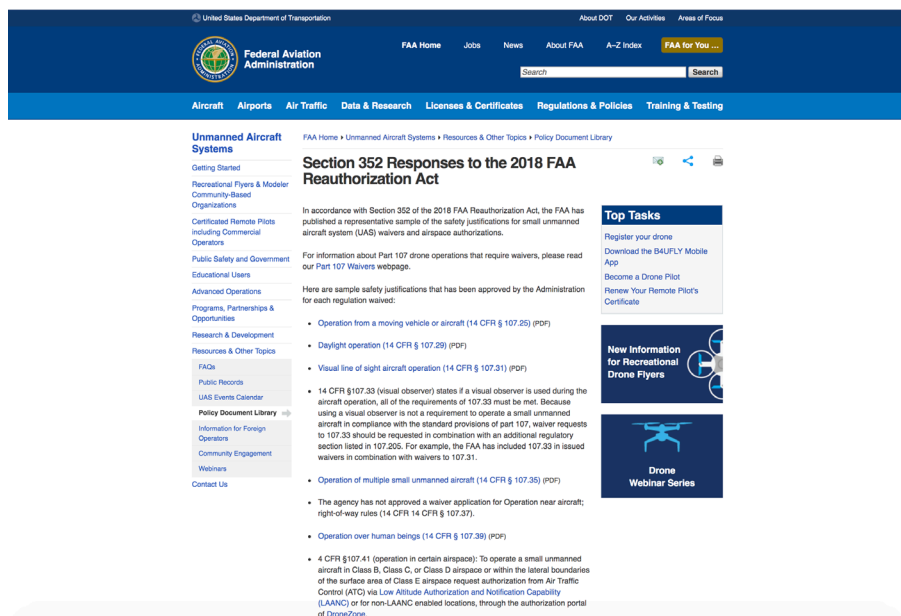 United States Department of Transportation
About DOT Our Activities Areas of Focus
Federal Aviation
Administration
FAA Home Jobs News About FAA A–Z Index FAA for You ...
Search Search
Aircraft Airports Air Traffic Data & Research Licenses & Certificates Regulations & Policies Training & Testing
Unmanned Aircraft
Systems
Getting Started
Recreational Flyers & Modeler
Community-Based
Organizations
Certificated Remote Pilots
including Commercial
Operators
Public Safety and Government
Educational Users
Advanced Operations
Programs, Partnerships &
Opportunities
Research & Development
Resources & Other Topics
FAQs
Public Records
UAS Events Calendar
Policy Document Library
Information for Foreign
Operators
Community Engagement
Webinars
Contact Us
FAA Home ▸ Unmanned Aircraft Systems ▸ Resources & Other Topics ▸ Policy Document Library
Section 352 Responses to the 2018 FAA
Reauthorization Act
In accordance with Section 352 of the 2018 FAA Reauthorization Act, the FAA has
published a representative sample of the safety justifications for small unmanned
aircraft system (UAS) waivers and airspace authorizations.
For information about Part 107 drone operations that require waivers, please read
our Part 107 Waivers webpage.
Here are sample safety justifications that has been approved by the Administration
for each regulation waived:
• Operation from a moving vehicle or aircraft (14 CFR § 107.25) (PDF)
• Daylight operation (14 CFR § 107.29) (PDF)
• Visual line of sight aircraft operation (14 CFR § 107.31) (PDF)
• 14 CFR §107.33 (visual observer) states if a visual observer is used during the
aircraft operation, all of the requirements of 107.33 must be met. Because
using a visual observer is not a requirement to operate a small unmanned
aircraft in compliance with the standard provisions of part 107, waiver requests
to 107.33 should be requested in combination with an additional regulatory
section listed in 107.205. For example, the FAA has included 107.33 in issued
waivers in combination with waivers to 107.31.
• Operation of multiple small unmanned aircraft (14 CFR § 107.35) (PDF)
• The agency has not approved a waiver application for Operation near aircraft;
right-of-way rules (14 CFR 14 CFR § 107.37).
• Operation over human beings (14 CFR § 107.39) (PDF)
• 4 CFR §107.41 (operation in certain airspace): To operate a small unmanned
aircraft in Class B, Class C, or Class D airspace or within the lateral boundaries
of the surface area of Class E airspace request authorization from Air Traffic
Control (ATC) via Low Altitude Authorization and Notification Capability
(LAANC) or for non-LAANC enabled locations, through the authorization portal
of DroneZone.
Top Tasks
Register your drone
Download the B4UFLY Mobile
App
Become a Drone Pilot
Renew Your Remote Pilot's
Certificate
New Information
for Recreational
Drone Flyers
Drone
Webinar Series